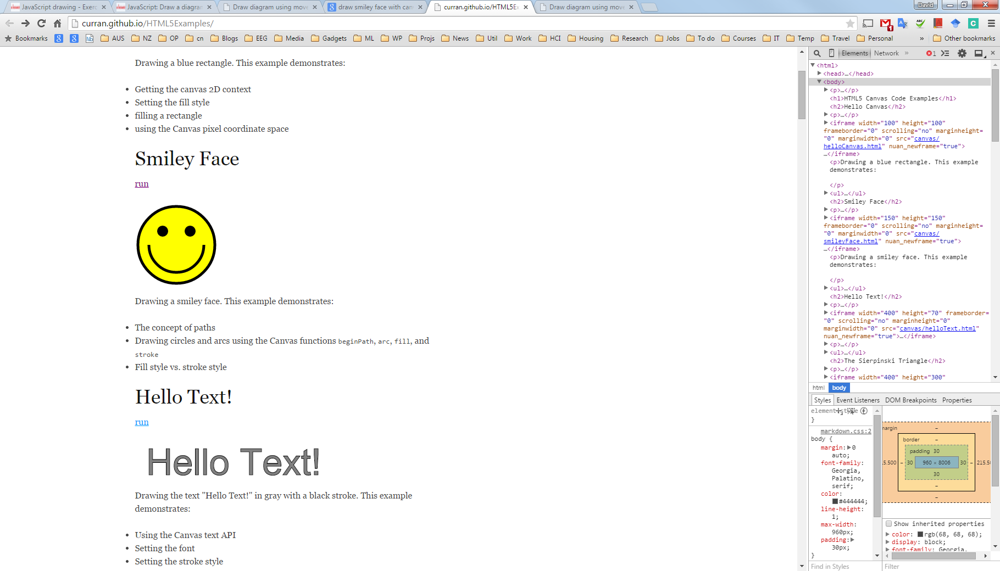 JavaScript drawing - Exerc
JavaScript: Draw a diagram
Draw diagram using move
draw smiley face with can
curran.github.io/HTML5Ex
Draw diagram using move
David
curran.github.io/HTML5Examples/
1
Bookmarks
AUS
NZ
OP
cn
Blogs
EEG
Media
Gadgets
ML
WP
Projs
News
Util
Work
HCI
Housing
Research
Jobs
To do
Courses
IT
Temp
Travel
Personal
»
Other bookmarks
Drawing a blue rectangle. This example demonstrates:
• Getting the canvas 2D context
• Setting the fill style
• filling a rectangle
• using the Canvas pixel coordinate space
Smiley Face
run
Drawing a smiley face. This example demonstrates:
• The concept of paths
• Drawing circles and arcs using the Canvas functions beginPath, arc, fill, and
stroke
• Fill style vs. stroke style
Hello Text!
run
Hello Text!
Drawing the text "Hello Text!" in gray with a black stroke. This example
demonstrates:
• Using the Canvas text API
• Setting the font
• Setting the stroke style
Elements Network » 1
<html>
<head>…</head>
<body>
<p>…</p>
<h1>HTML5 Canvas Code Examples</h1>
<h2>Hello Canvas</h2>
<p>…</p>
<iframe width="100" height="100"
frameborder="0" scrolling="no" marginheight=
"0" marginwidth="0" src="canvas/
helloCanvas.html" nuan_newframe="true">
…</iframe>
<p>Drawing a blue rectangle. This example
demonstrates:
</p>
<ul>…</ul>
<h2>Smiley Face</h2>
<p>…</p>
<iframe width="150" height="150"
frameborder="0" scrolling="no" marginheight=
"0" marginwidth="0" src="canvas/
smileyFace.html" nuan_newframe="true">
…</iframe>
<p>Drawing a smiley face. This example
demonstrates:
</p>
<ul>…</ul>
<h2>Hello Text!</h2>
<p>…</p>
<iframe width="400" height="70" frameborder=
"0" scrolling="no" marginheight="0"
marginwidth="0" src="canvas/helloText.html"
nuan_newframe="true">…</iframe>
<p>…</p>
<ul>…</ul>
<h2>The Sierpinski Triangle</h2>
<p>…</p>
<iframe width="400" height="300"
html body
Styles Event Listeners DOM Breakpoints Properties
element.style
}
markdown.css:2
body {
margin: 0
auto;
font-family:
Georgia,
Palatino,
serif;
color:
#444444;
line-height:
1;
max-width:
960px;
padding:
30px;
}
Find in Styles
margin –
border –
padding 30
5.500 – 30 960 × 8006 30 – 215.5
30
–
–
Show inherited properties
color: rgb(68, 68, 68);
display: block;
font-family: Georgia,
Filter